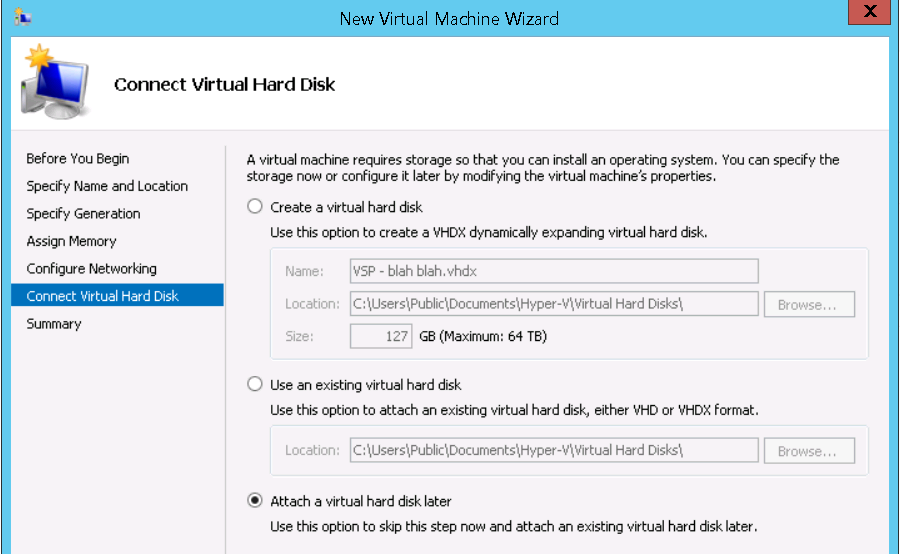 New Virtual Machine Wizard
X
Connect Virtual Hard Disk
Before You Begin
Specify Name and Location
Specify Generation
Assign Memory
Configure Networking
Connect Virtual Hard Disk
Summary
A virtual machine requires storage so that you can install an operating system. You can specify the
storage now or configure it later by modifying the virtual machine's properties.
Create a virtual hard disk
Use this option to create a VHDX dynamically expanding virtual hard disk.
Name: VSP - blah blah.vhdx
Location: C:\Users\Public\Documents\Hyper-V\Virtual Hard Disks\ Browse...
Size: 127 GB (Maximum: 64 TB)
Use an existing virtual hard disk
Use this option to attach an existing virtual hard disk, either VHD or VHDX format.
Location: C:\Users\Public\Documents\Hyper-V\Virtual Hard Disks\ Browse...
Attach a virtual hard disk later
Use this option to skip this step now and attach an existing virtual hard disk later.